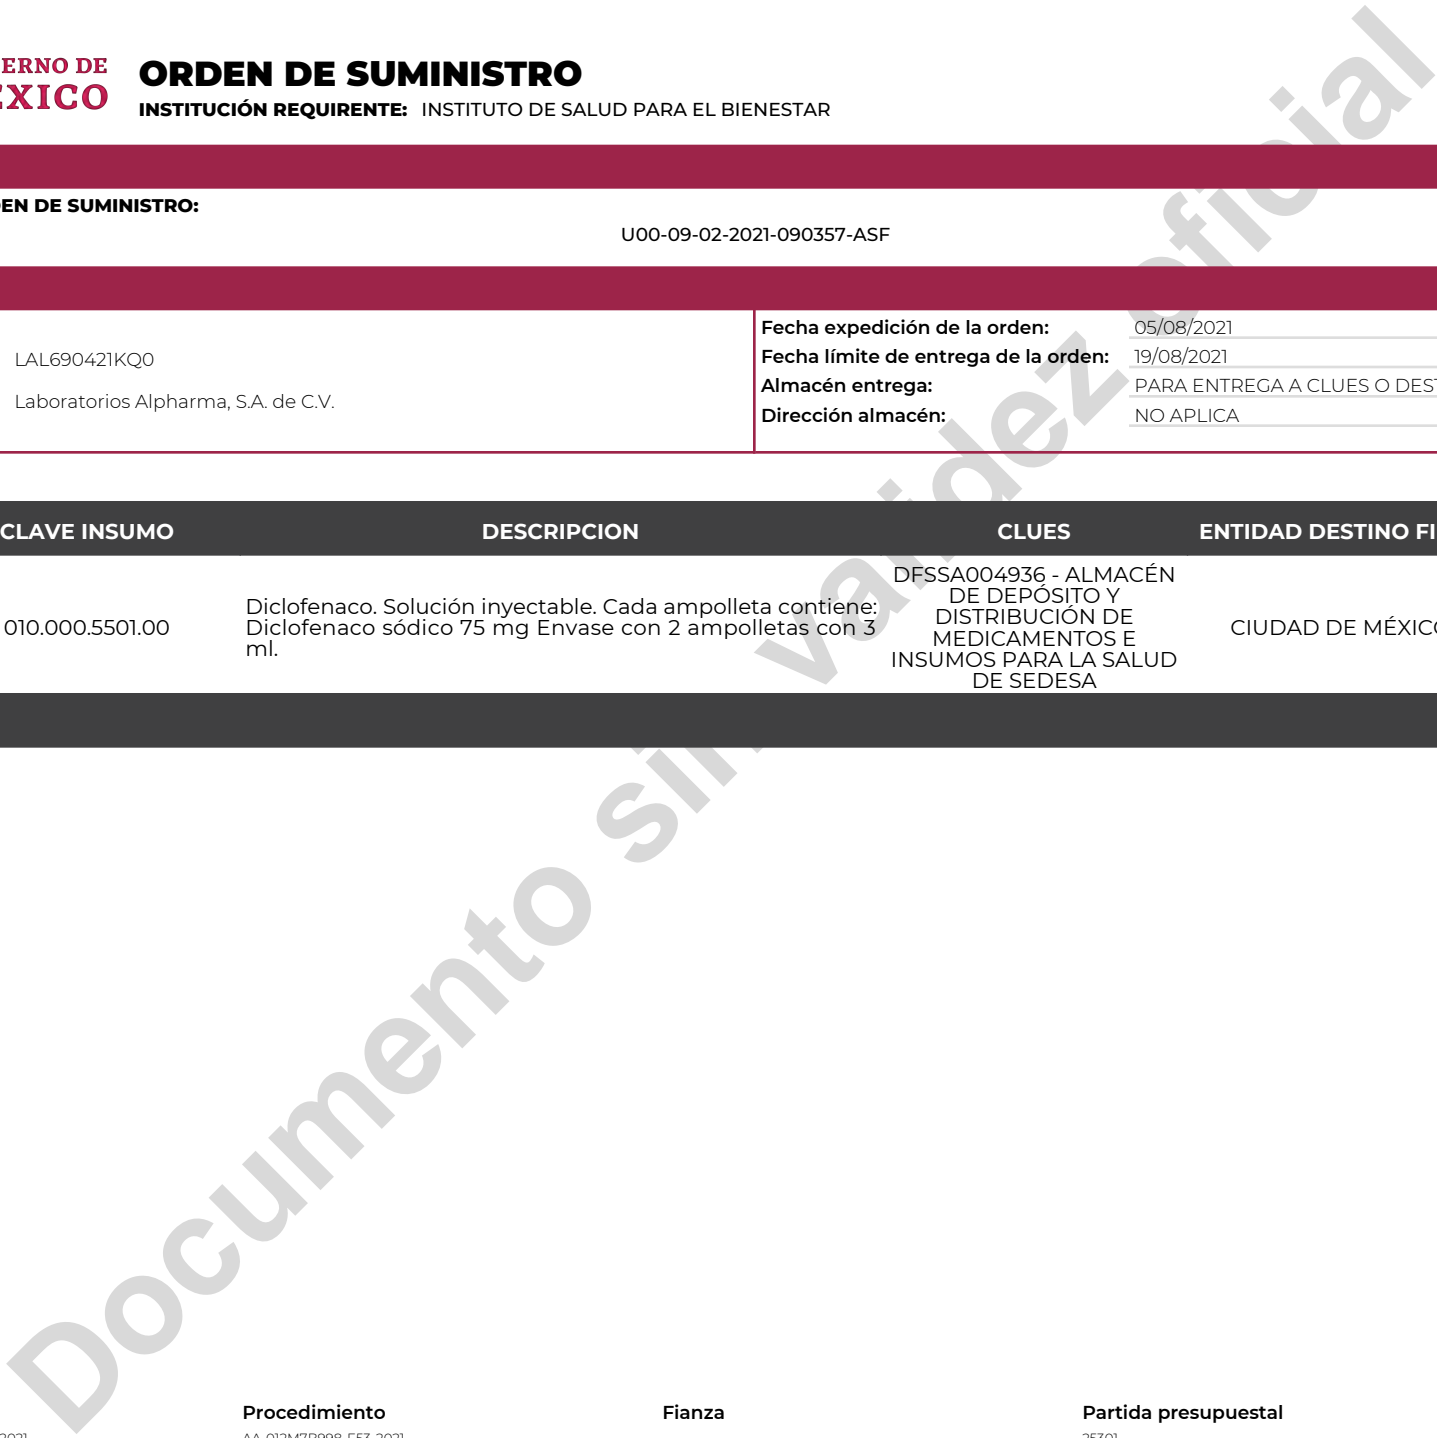 ERNO DE
ÉXICO
ORDEN DE SUMINISTRO
INSTITUCIÓN REQUIRENTE: INSTITUTO DE SALUD PARA EL BIENESTAR
EN DE SUMINISTRO:
U00-09-02-2021-090357-ASF
LAL690421KQ0
Laboratorios Alpharma, S.A. de C.V.
Fecha expedición de la orden: 05/08/2021
Fecha límite de entrega de la orden: 19/08/2021
Almacén entrega: PARA ENTREGA A CLUES O DEST
Dirección almacén: NO APLICA
CLAVE INSUMO DESCRIPCION CLUES ENTIDAD DESTINO FI
010.000.5501.00
Diclofenaco. Solución inyectable. Cada ampolleta contiene:
Diclofenaco sódico 75 mg Envase con 2 ampolletas con 3
ml.
DFSSA004936 - ALMACÉN
DE DEPÓSITO Y
DISTRIBUCIÓN DE
MEDICAMENTOS E
INSUMOS PARA LA SALUD
DE SEDESA
CIUDAD DE MÉXICO
Documento sin validez oficial
Procedimiento Fianza Partida presupuestal